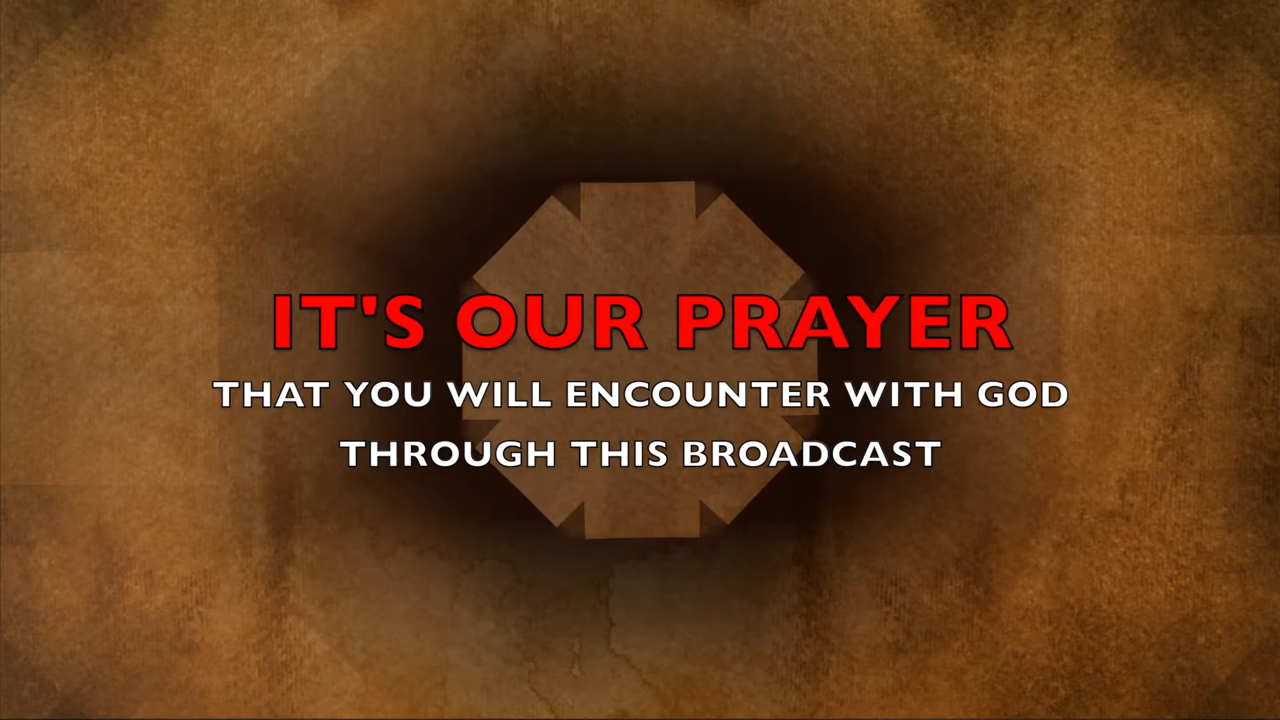 IT'S OUR PRAYER
THAT YOU WILL ENCOUNTER WITH GOD
THROUGH THIS BROADCAST